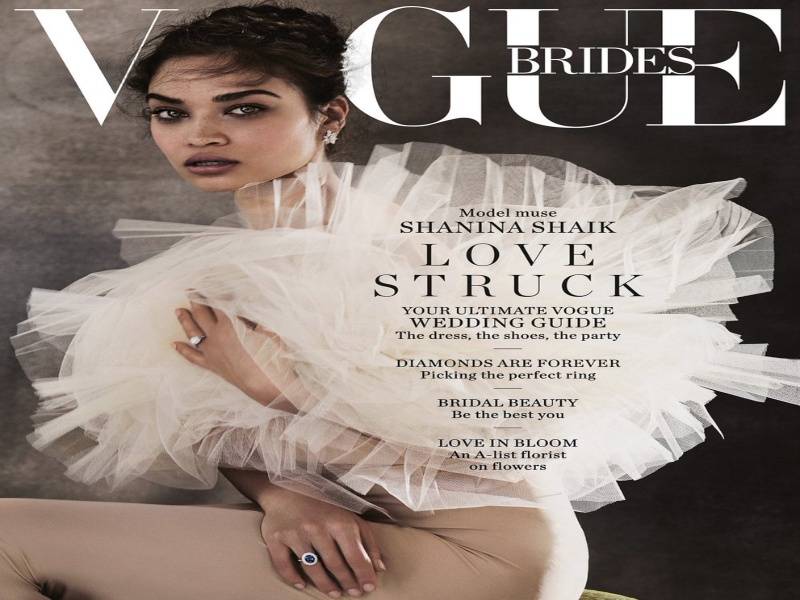 VOGUE
BRIDES
Model muse
SHANINA SHAIK
LOVE
STRUCK
YOUR ULTIMATE VOGUE
WEDDING GUIDE
The dress, the shoes, the party
DIAMONDS ARE FOREVER
Picking the perfect ring
BRIDAL BEAUTY
Be the best you
LOVE IN BLOOM
An A-list florist
on flowers